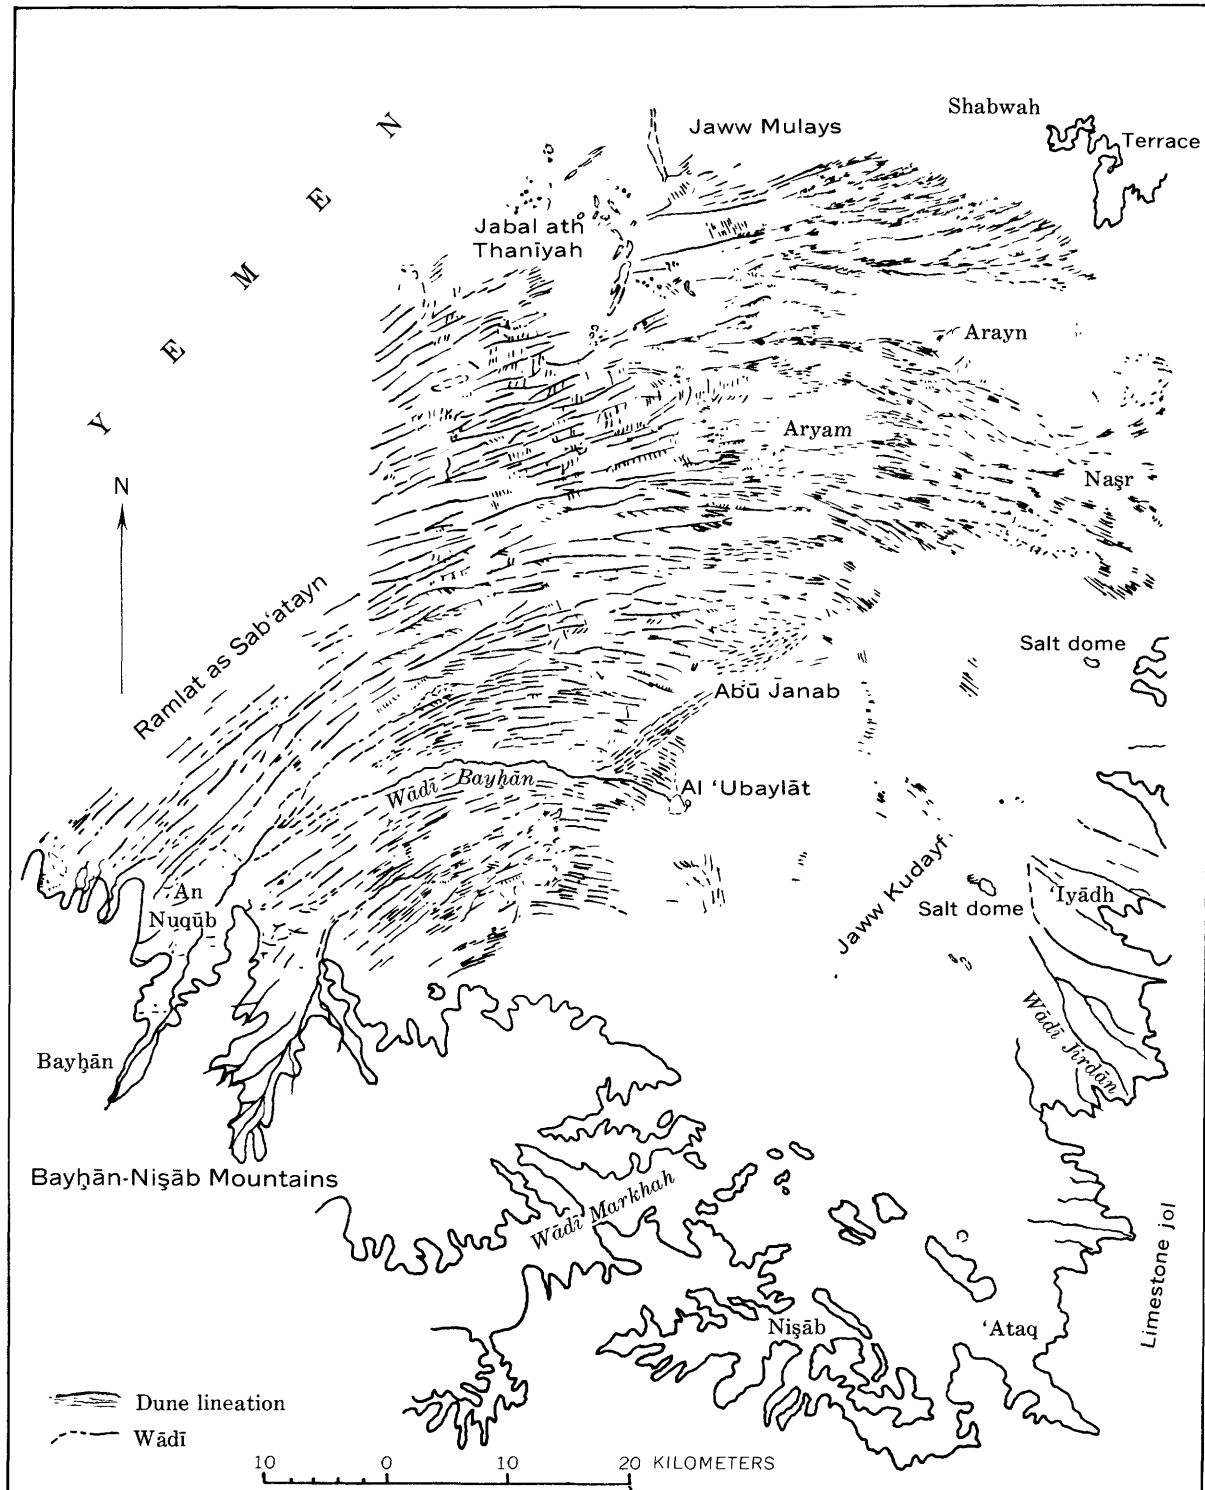 Shabwah
Jaww Mulays
Terrace
YEMEN
Jabal ath
Thanīyah
Arayn
Aryam
Naṣr
N
Ramlat as Sab‘atayn
Salt dome
Abū Janab
Wādī Bayḥān
Al ‘Ubaylāt
An
Nuqūb
Jaww Kudayf
Salt dome
‘Iyādh
Wādī Jirdān
Bayḥān
Bayḥān-Niṣāb Mountains
Wādī Markhah
Limestone jol
Niṣāb
‘Ataq
Dune lineation
Wādī
10 0 10 20 KILOMETERS